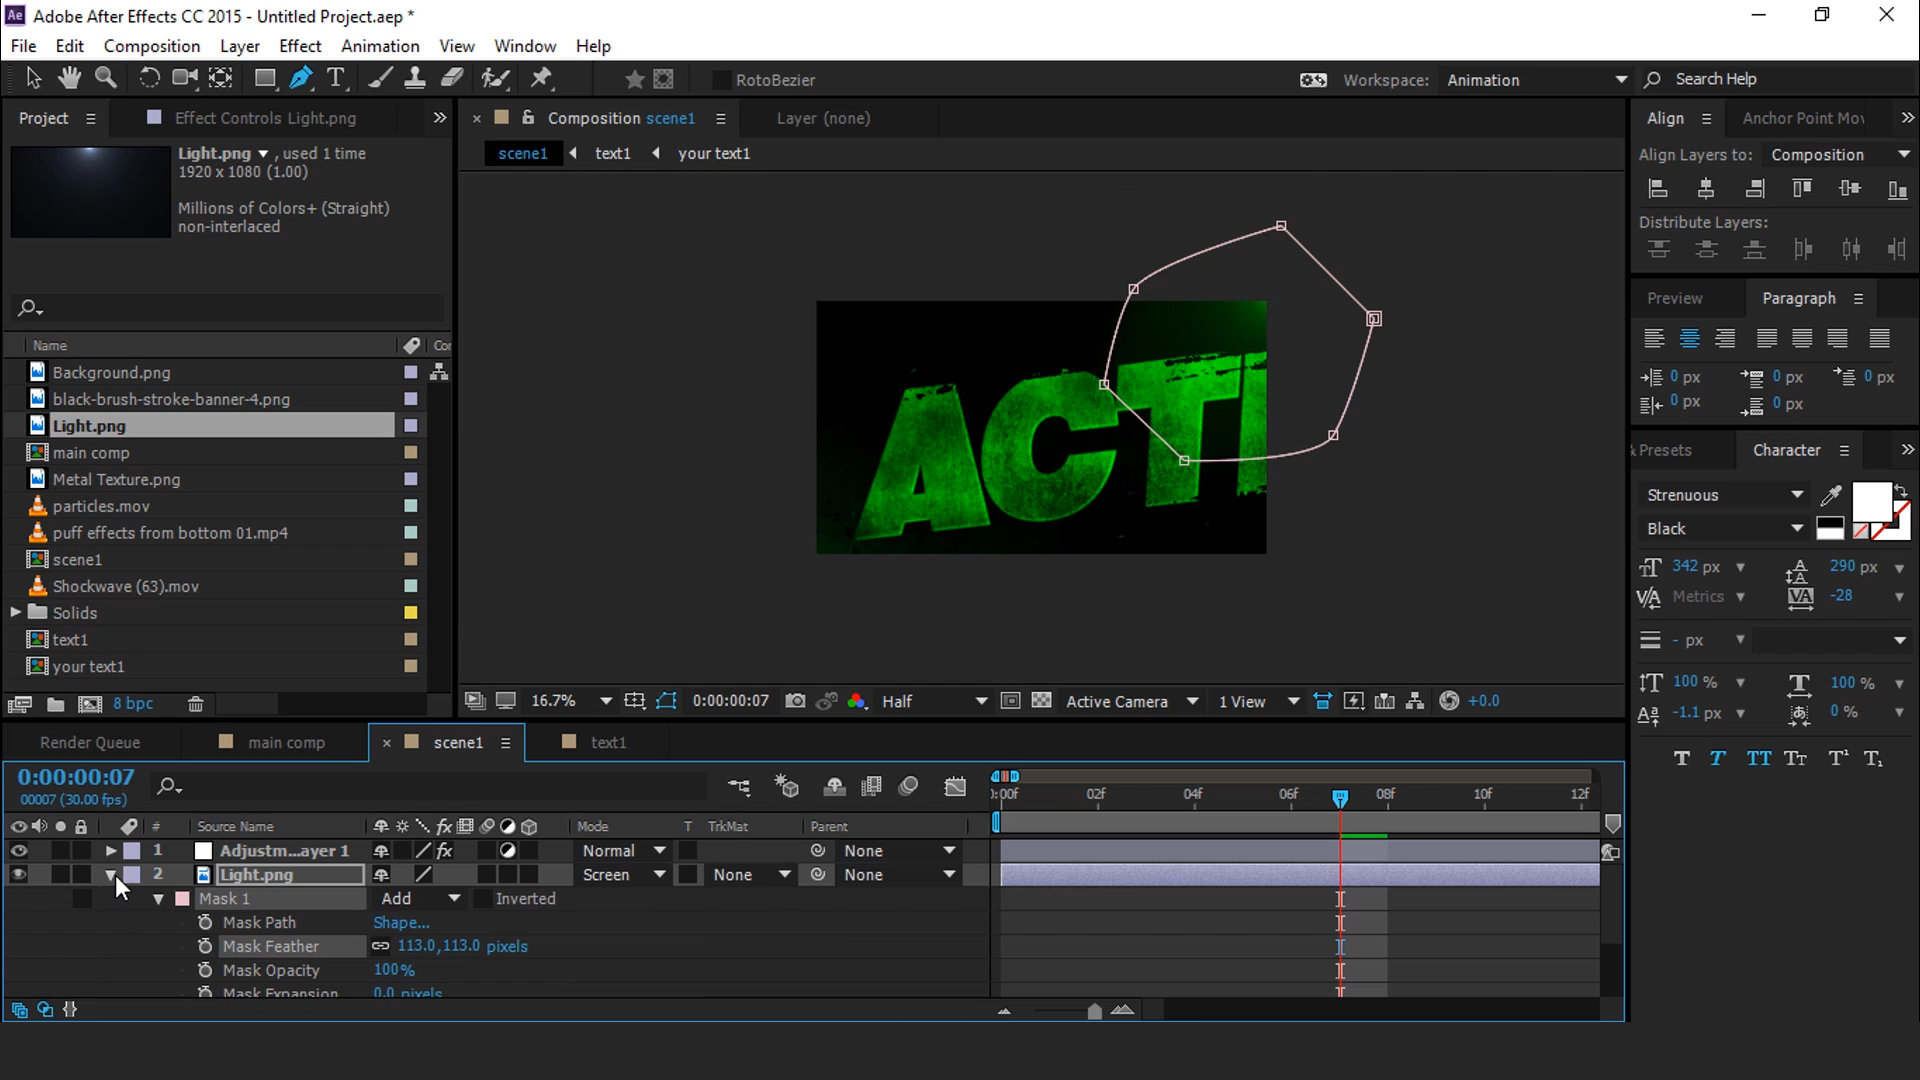 Ae Adobe After Effects CC 2015 - Untitled Project.aep *
File Edit Composition Layer Effect Animation View Window Help
T RotoBezier Workspace: Animation Search Help
Project Effect Controls Light.png Composition scene1 Layer (none) Align Anchor Point Mov
Light.png , used 1 time
1920 x 1080 (1.00)
Millions of Colors+ (Straight)
non-interlaced
scene1 text1 your text1
Align Layers to: Composition
Distribute Layers:
Preview Paragraph
0 px 0 px 0 px
0 px 0 px
Name Co
Background.png
black-brush-stroke-banner-4.png
Light.png
main comp
Metal Texture.png
particles.mov
puff effects from bottom 01.mp4
scene1
Shockwave (63).mov
Solids
text1
your text1
8 bpc
ACTI
& Presets Character
Strenuous
Black
342 px 290 px
Metrics -28
- px
100 % 100 %
-1.1 px 0 %
T T TT Tt T¹ T₁
16.7% 0:00:00:07 Half Active Camera 1 View +0.0
Render Queue main comp scene1 text1
0:00:00:07
00007 (30.00 fps)
):00f 02f 04f 06f 08f 10f 12f
# Source Name fx Mode T TrkMat Parent
1 Adjustm...ayer 1 fx Normal None
2 Light.png Screen None None
Mask 1 Add Inverted
Mask Path Shape...
Mask Feather 113.0,113.0 pixels
Mask Opacity 100%
Mask Expansion 0.0 pixels